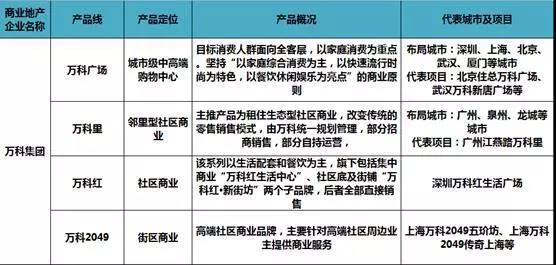 商业地产
企业名称
产品线
产品定位
产品概况
代表城市及项目
万科集团
万科广场
城市级中高端
购物中心
目标消费人群面向全客层，以家庭消费为重点
。坚持“以家庭综合消费为主，以快速流行时
尚为特色，以餐饮休闲娱乐为亮点”的商业原
则
布局城市：深圳、上海、北京、
武汉、厦门等城市
代表项目：北京住总万科广场、
武汉万科新唐广场等
万科里
邻里型社区商业
主推产品为租住生态型社区商业，改变传统的
零售销售模式，由万科统一规划管理，部分招
商销售，部分自持运营，
布局城市：广州、泉州、龙城等
城市
代表项目：广州江燕路万科里
万科红
社区商业
该系列以生活配套和餐饮为主，旗下包括集中
商业“万科红生活中心”、社区底及街铺“万
科红·新街坊”两个子品牌，后者全部直接销
售
深圳万科红生活广场
万科2049
街区商业
高端社区商业品牌，主要针对高端社区周边业
主提供商业服务
上海万科2049五玠坊、上海万科
2049传奇上海等